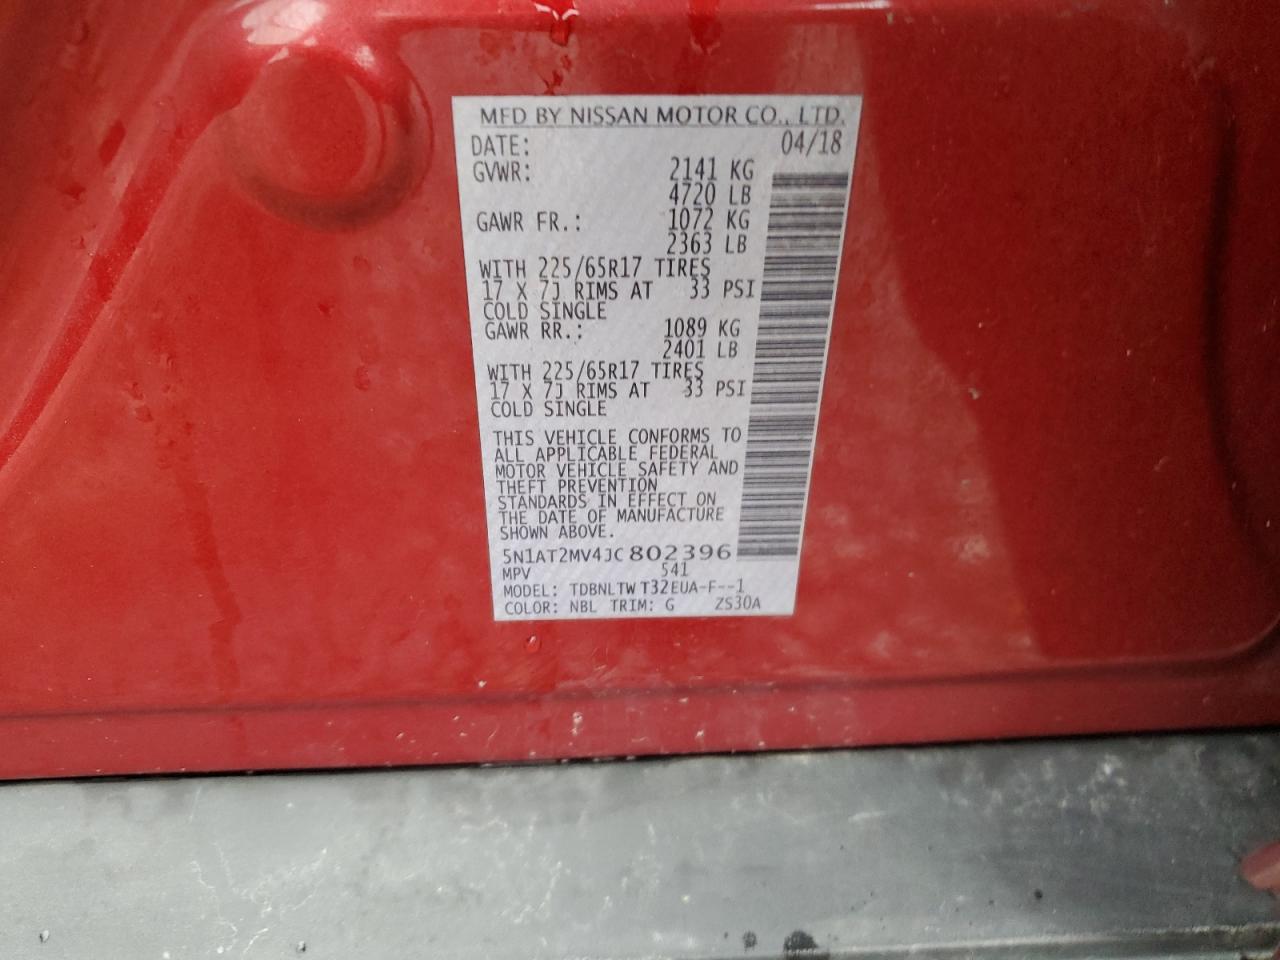 MFD BY NISSAN MOTOR CO., LTD.
DATE: 04/18
GVWR: 2141 KG
4720 LB
GAWR FR.: 1072 KG
2363 LB
WITH 225/65R17 TIRES
17 X 7J RIMS AT 33 PSI
COLD SINGLE
GAWR RR.: 1089 KG
2401 LB
WITH 225/65R17 TIRES
17 X 7J RIMS AT 33 PSI
COLD SINGLE
THIS VEHICLE CONFORMS TO
ALL APPLICABLE FEDERAL
MOTOR VEHICLE SAFETY AND
THEFT PREVENTION
STANDARDS IN EFFECT ON
THE DATE OF MANUFACTURE
SHOWN ABOVE.
5N1AT2MV4JC802396
MPV 541
MODEL: TDBNLTW T32EUA-F--1
COLOR: NBL TRIM: G ZS30A